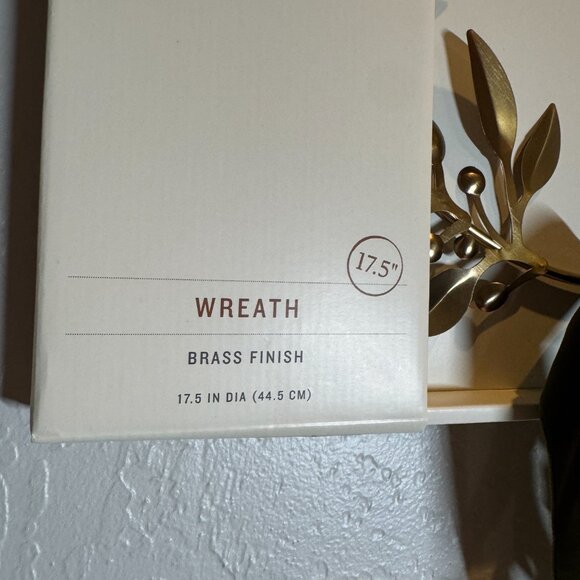 17.5"
WREATH
BRASS FINISH
17.5 IN DIA (44.5 CM)